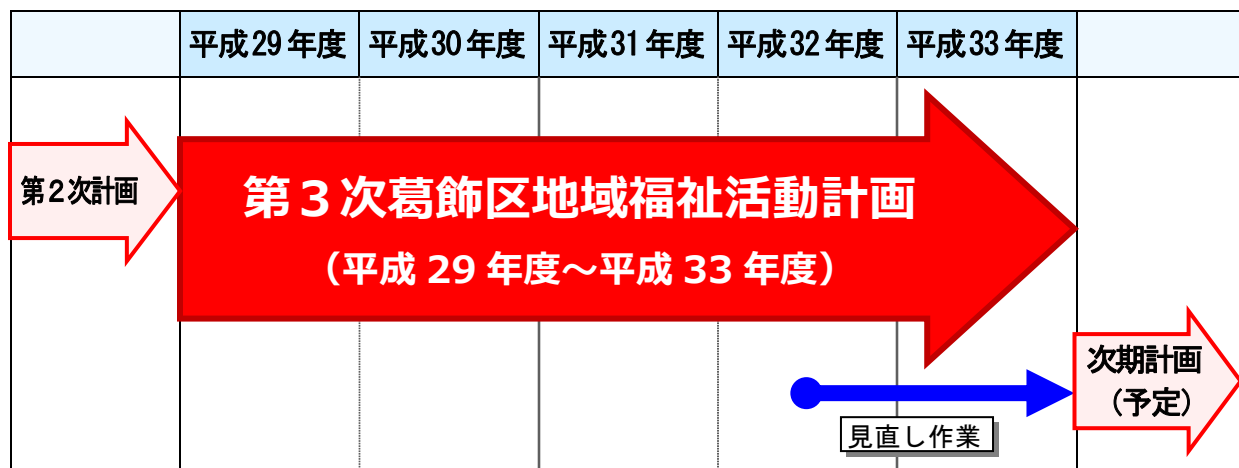 平成29年度 平成30年度 平成31年度 平成32年度 平成33年度
第2次計画
第3次葛飾区地域福祉活動計画
(平成 29 年度~平成 33 年度)
次期計画
(予定)
見直し作業